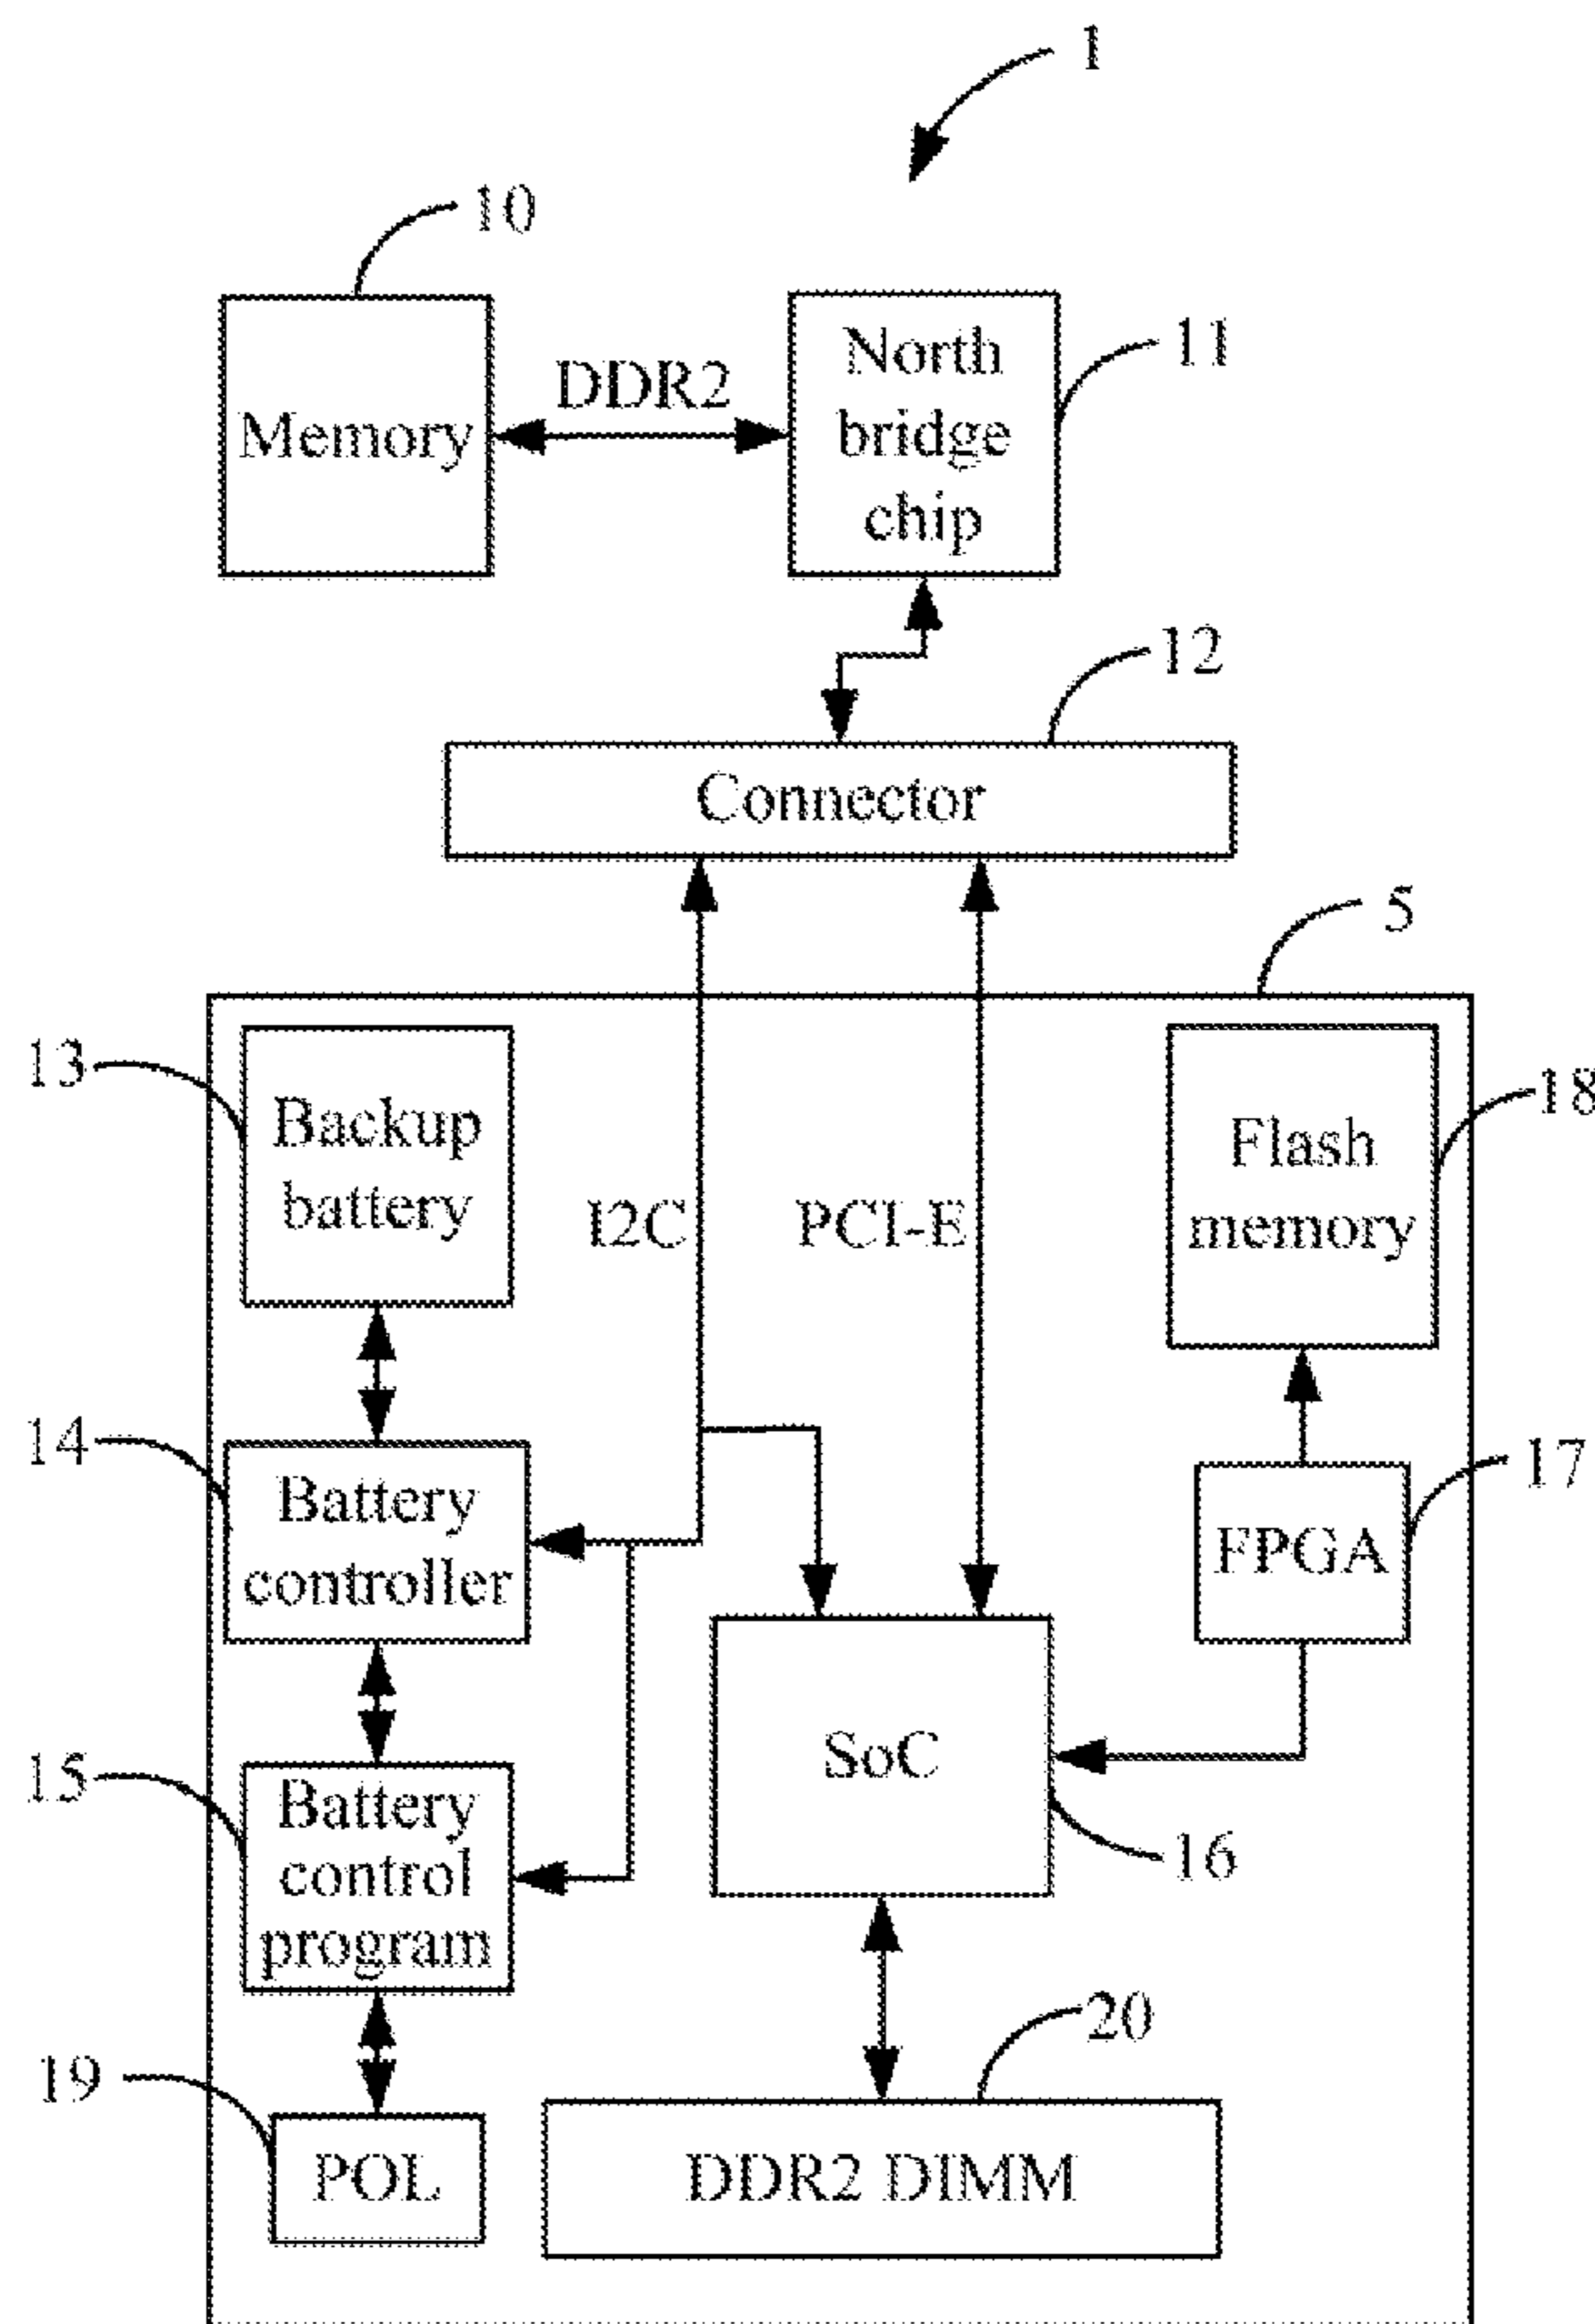 1
10
11
Memory
DDR2
North
bridge
chip
12
Connector
5
13
Backup
battery
I2C
PCI-E
Flash
memory
18
14
Battery
controller
FPGA
17
15
Battery
control
program
SoC
16
19
POL
20
DDR2 DIMM